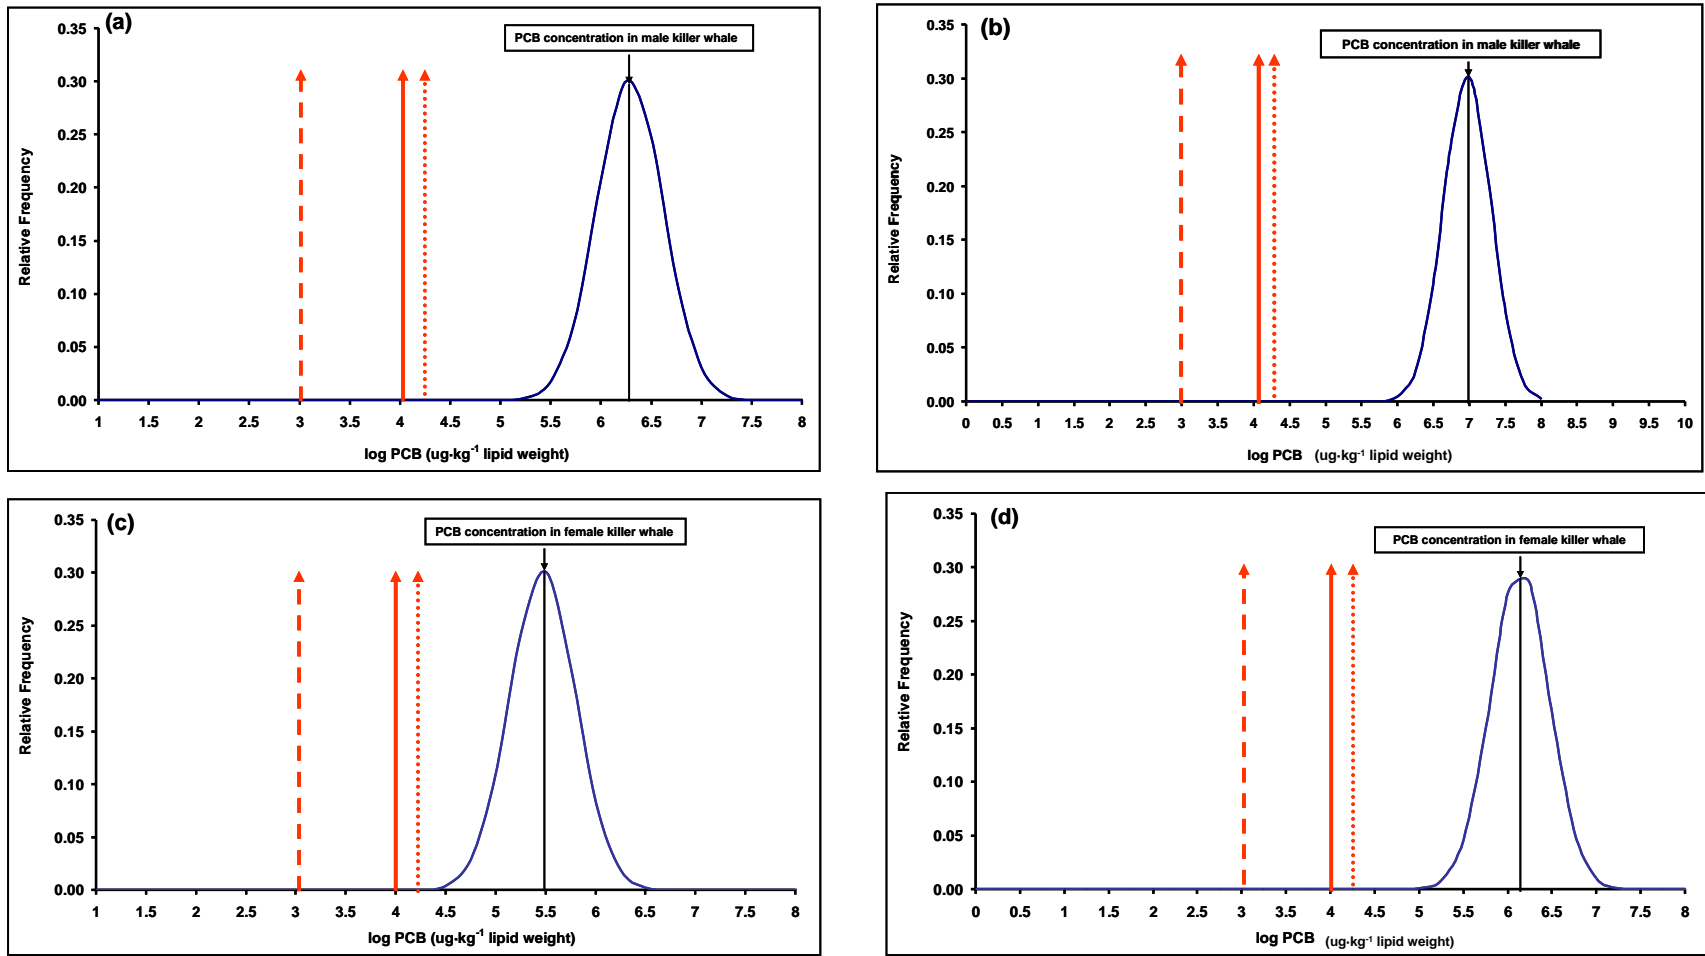 (a)
PCB concentration in male killer whale
0.35
0.30
0.25
0.20
0.15
0.10
0.05
0.00
Relative Frequency
1 1.5 2 2.5 3 3.5 4 4.5 5 5.5 6 6.5 7 7.5 8
log PCB (ug·kg⁻¹ lipid weight)
(b)
PCB concentration in male killer whale
0.35
0.30
0.25
0.20
0.15
0.10
0.05
0.00
Relative Frequency
0 0.5 1 1.5 2 2.5 3 3.5 4 4.5 5 5.5 6 6.5 7 7.5 8 8.5 9 9.5 10
log PCB (ug·kg⁻¹ lipid weight)
(c)
PCB concentration in female killer whale
0.35
0.30
0.25
0.20
0.15
0.10
0.05
0.00
Relative Frequency
1 1.5 2 2.5 3 3.5 4 4.5 5 5.5 6 6.5 7 7.5 8
log PCB (ug·kg⁻¹ lipid weight)
(d)
PCB concentration in female killer whale
0.35
0.30
0.25
0.20
0.15
0.10
0.05
0.00
Relative Frequency
0 0.5 1 1.5 2 2.5 3 3.5 4 4.5 5 5.5 6 6.5 7 7.5 8
log PCB (ug·kg⁻¹ lipid weight)